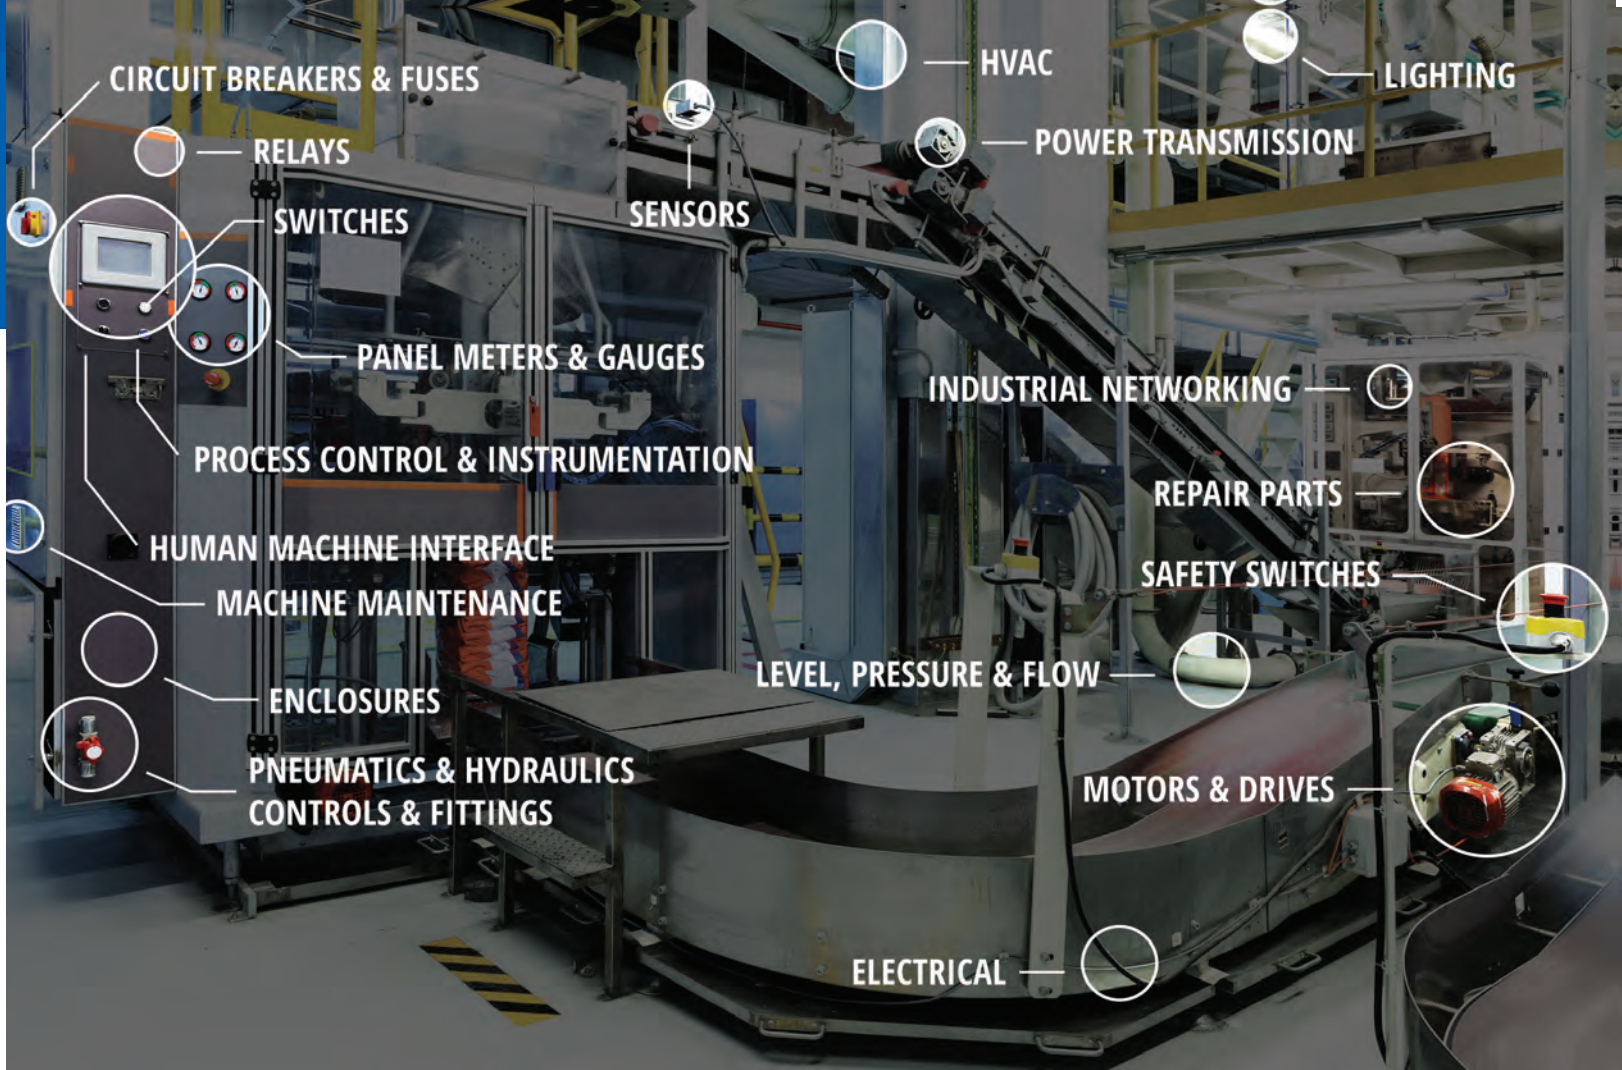 CIRCUIT BREAKERS & FUSES
HVAC
LIGHTING
RELAYS
POWER TRANSMISSION
SWITCHES
SENSORS
PANEL METERS & GAUGES
INDUSTRIAL NETWORKING
PROCESS CONTROL & INSTRUMENTATION
REPAIR PARTS
HUMAN MACHINE INTERFACE
SAFETY SWITCHES
MACHINE MAINTENANCE
LEVEL, PRESSURE & FLOW
ENCLOSURES
PNEUMATICS & HYDRAULICS
CONTROLS & FITTINGS
MOTORS & DRIVES
ELECTRICAL